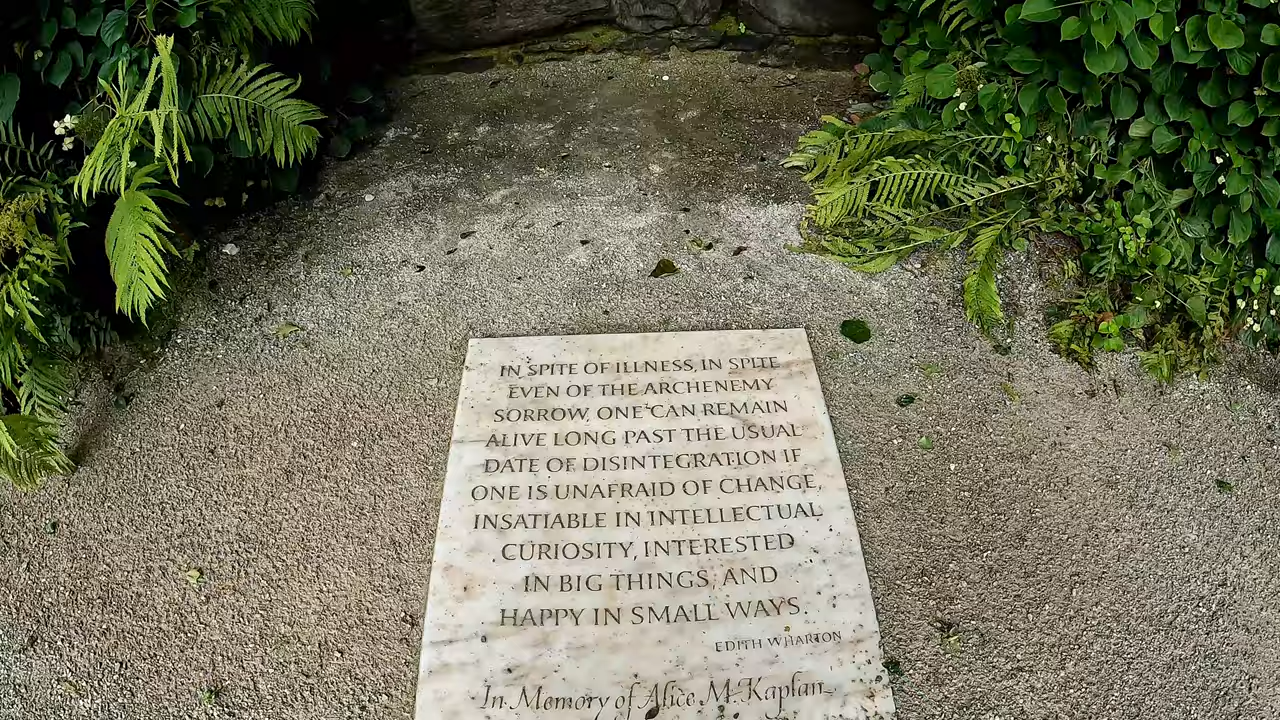 IN SPITE OF ILLNESS, IN SPITE
EVEN OF THE ARCHENEMY
SORROW, ONE CAN REMAIN
ALIVE LONG PAST THE USUAL
DATE OF DISINTEGRATION IF
ONE IS UNAFRAID OF CHANGE,
INSATIABLE IN INTELLECTUAL
CURIOSITY, INTERESTED
IN BIG THINGS, AND
HAPPY IN SMALL WAYS.
EDITH WHARTON
In Memory of Alice M. Kaplan